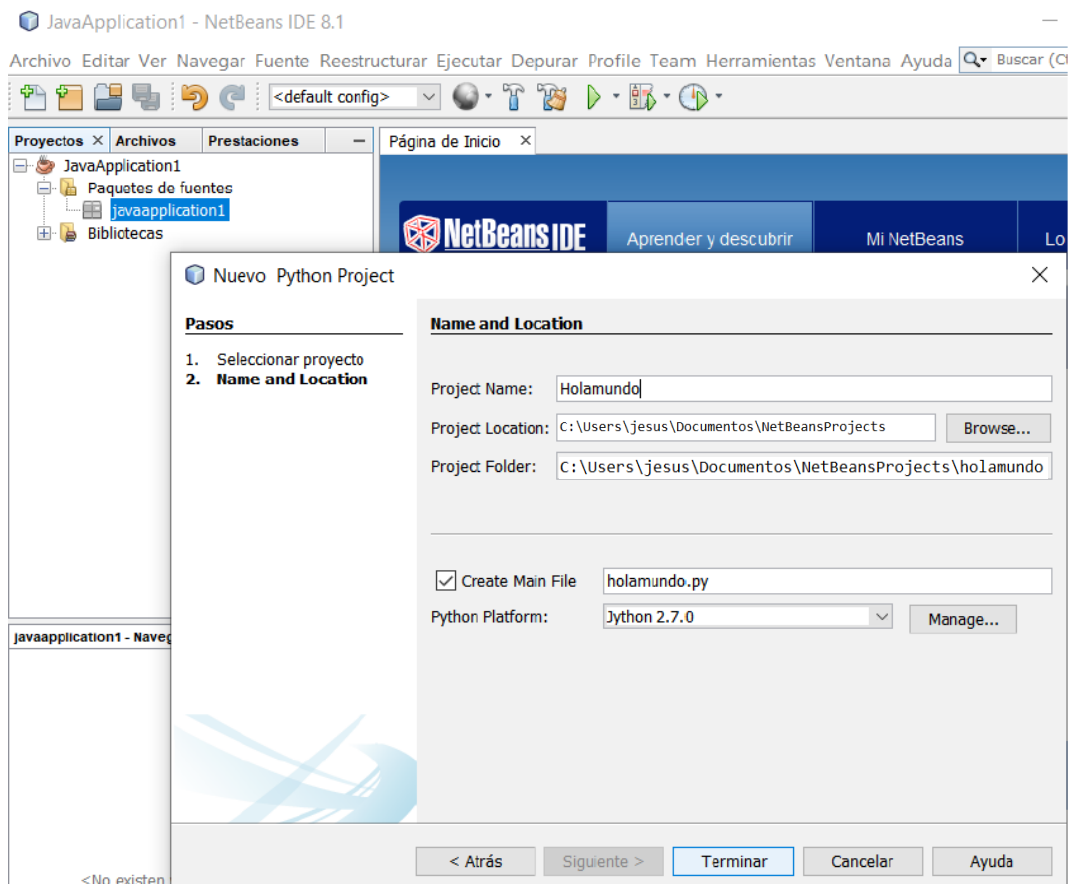 JavaApplication1 - NetBeans IDE 8.1
Archivo Editar Ver Navegar Fuente Reestructurar Ejecutar Depurar Profile Team Herramientas Ventana Ayuda Buscar (Ct
<default config>
Proyectos Archivos Prestaciones
Página de Inicio
JavaApplication1
Paquetes de fuentes
javaapplication1
Bibliotecas
NetBeans IDE Aprender y descubrir Mi NetBeans Lo
Nuevo Python Project
Pasos
1. Seleccionar proyecto
2. Name and Location
Name and Location
Project Name: Holamundo
Project Location: C:\Users\jesus\Documentos\NetBeansProjects Browse...
Project Folder: C:\Users\jesus\Documentos\NetBeansProjects\holamundo
Create Main File holamundo.py
Python Platform: Jython 2.7.0 Manage...
javaapplication1 - Naveg
<No existen
< Atrás Siguiente > Terminar Cancelar Ayuda